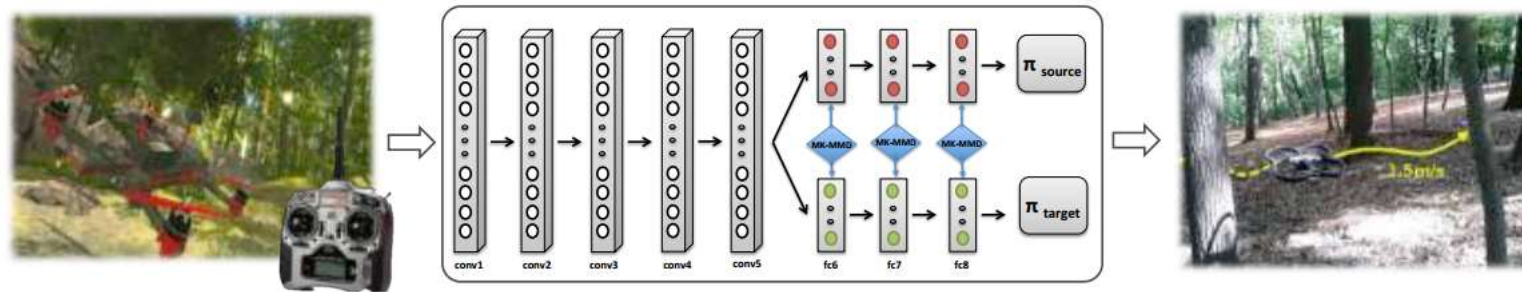 π source
MK-MMD MK-MMD MK-MMD
1.5m/s
π target
conv1 conv2 conv3 conv4 conv5 fc6 fc7 fc8